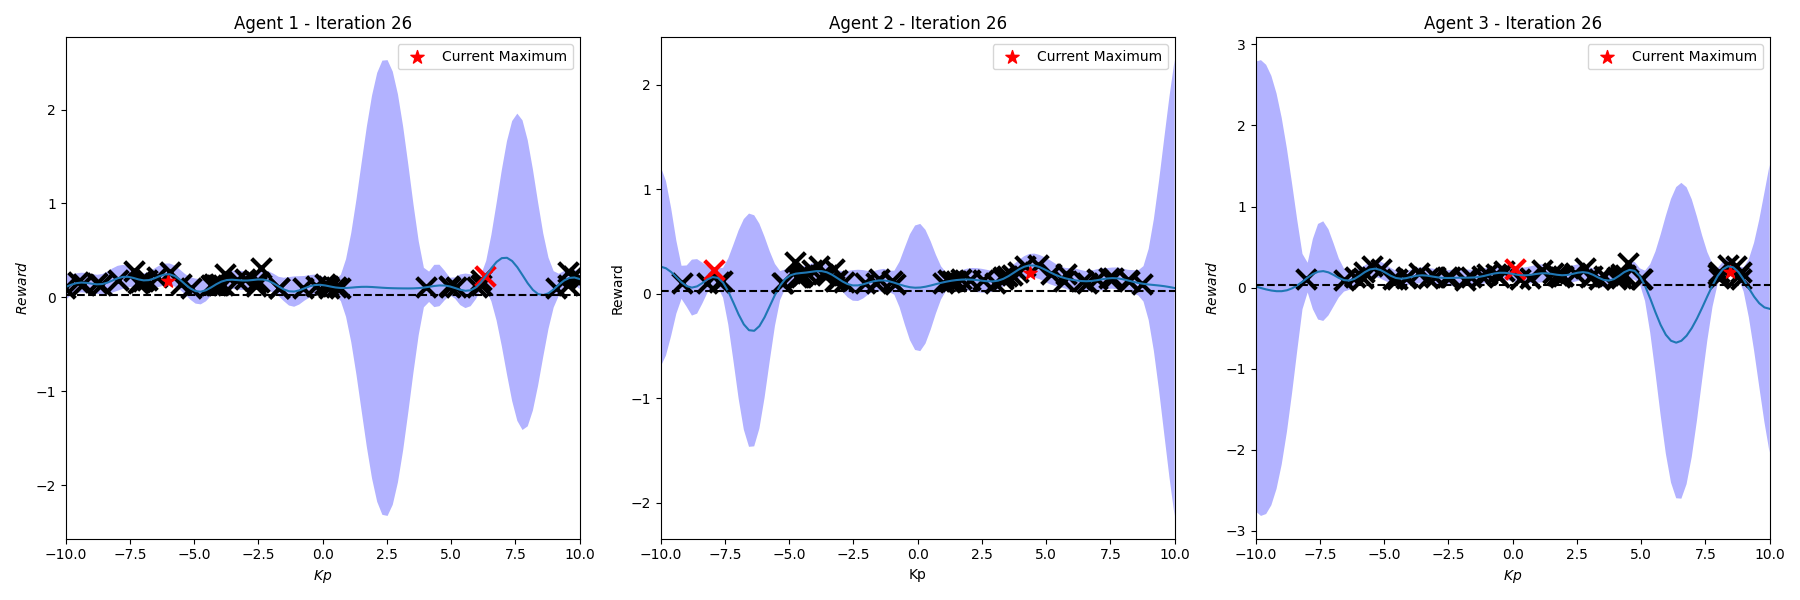 Agent 1 - Iteration 26
Current Maximum
Reward
2
1
0
−1
−2
−10.0 −7.5 −5.0 −2.5 0.0 2.5 5.0 7.5 10.0
Kp
Agent 2 - Iteration 26
Current Maximum
Reward
2
1
0
−1
−2
−10.0 −7.5 −5.0 −2.5 0.0 2.5 5.0 7.5 10.0
Kp
Agent 3 - Iteration 26
Current Maximum
Reward
3
2
1
0
−1
−2
−3
−10.0 −7.5 −5.0 −2.5 0.0 2.5 5.0 7.5 10.0
Kp